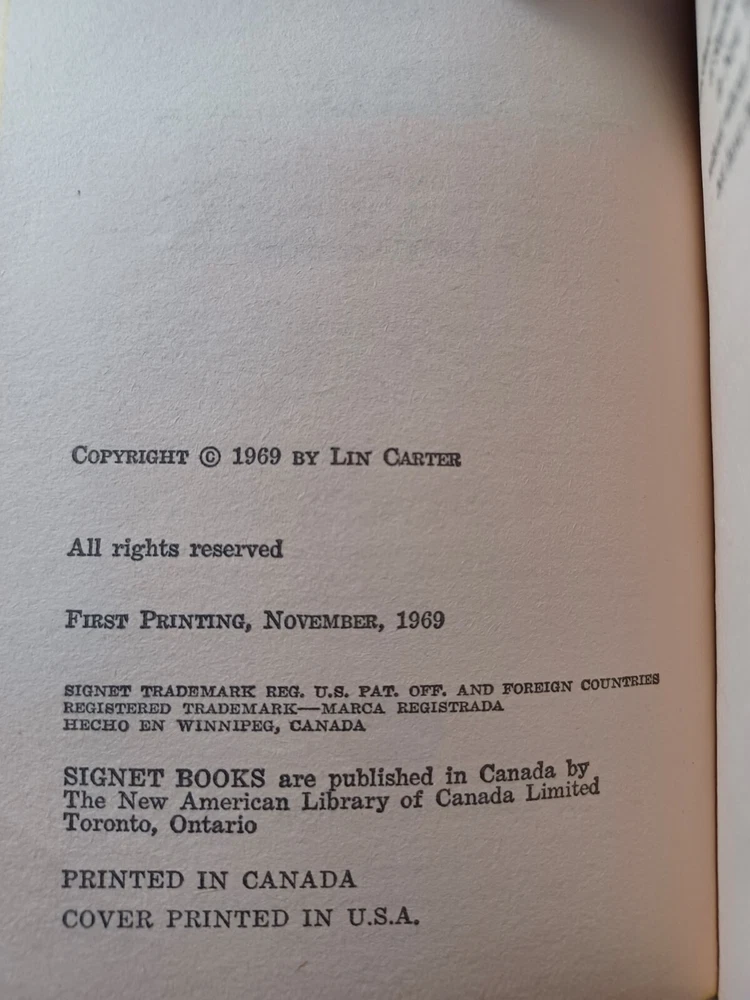 COPYRIGHT © 1969 BY LIN CARTER
All rights reserved
FIRST PRINTING, NOVEMBER, 1969
SIGNET TRADEMARK REG. U.S. PAT. OFF. AND FOREIGN COUNTRIES
REGISTERED TRADEMARK—MARCA REGISTRADA
HECHO EN WINNIPEG, CANADA
SIGNET BOOKS are published in Canada by
The New American Library of Canada Limited
Toronto, Ontario
PRINTED IN CANADA
COVER PRINTED IN U.S.A.